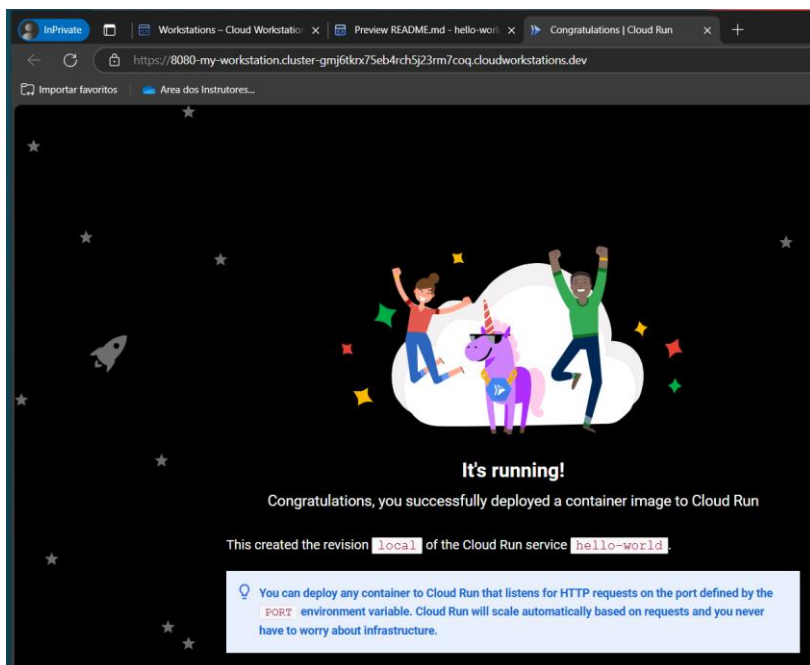 InPrivate
Workstations – Cloud Workstatio
Preview README.md - hello-worl
Congratulations | Cloud Run
https://8080-my-workstation.cluster-gmj6tkrx75eb4rch5j23rm7coq.cloudworkstations.dev
Importar favoritos
Area dos Instrutores...
It's running!
Congratulations, you successfully deployed a container image to Cloud Run
This created the revision local of the Cloud Run service hello-world.
You can deploy any container to Cloud Run that listens for HTTP requests on the port defined by the
PORT environment variable. Cloud Run will scale automatically based on requests and you never
have to worry about infrastructure.